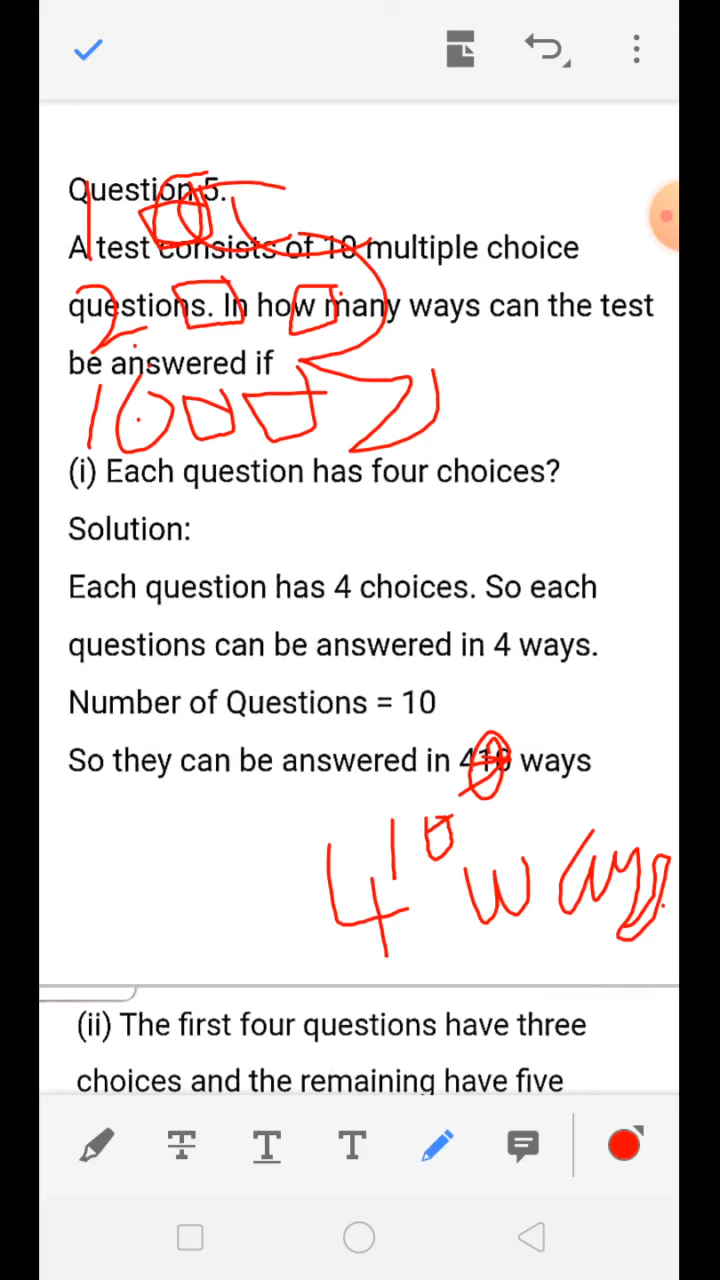 Question 5.
A test consists of 10 multiple choice
questions. In how many ways can the test
be answered if
(i) Each question has four choices?
Solution:
Each question has 4 choices. So each
questions can be answered in 4 ways.
Number of Questions = 10
So they can be answered in 410 ways
4¹⁰ ways
(ii) The first four questions have three
choices and the remaining have five